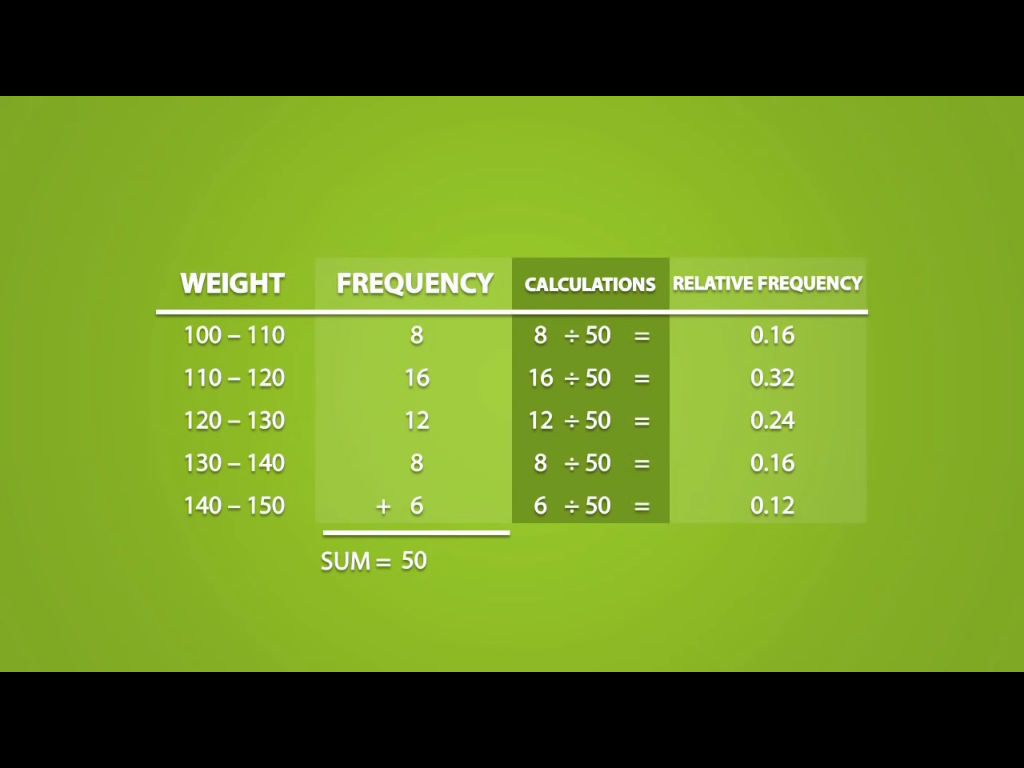 WEIGHT FREQUENCY CALCULATIONS RELATIVE FREQUENCY
100 – 110 8 8 ÷ 50 = 0.16
110 – 120 16 16 ÷ 50 = 0.32
120 – 130 12 12 ÷ 50 = 0.24
130 – 140 8 8 ÷ 50 = 0.16
140 – 150 + 6 6 ÷ 50 = 0.12
SUM = 50